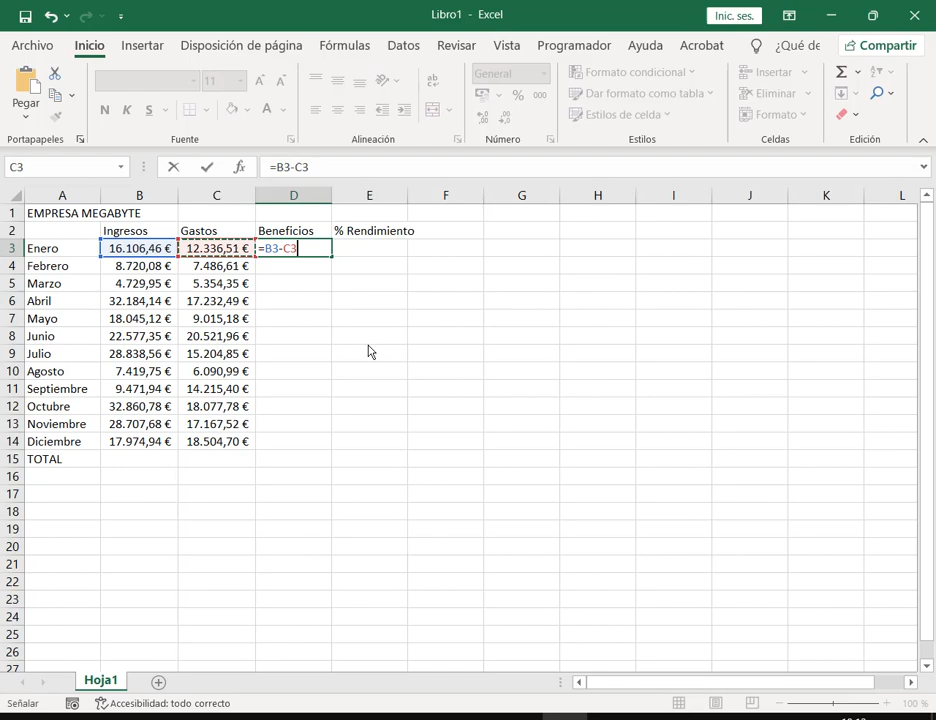 Libro1 - Excel
Inic. ses.
Archivo Inicio Insertar Disposición de página Fórmulas Datos Revisar Vista Programador Ayuda Acrobat ¿Qué de Compartir
Pegar
11
General
N K S
% 000
Formato condicional
Dar formato como tabla
Estilos de celda
Insertar
Eliminar
Formato
Portapapeles Fuente Alineación Número Estilos Celdas Edición
C3 fx =B3-C3
A B C D E F G H I J K L
1 EMPRESA MEGABYTE
2 Ingresos Gastos Beneficios % Rendimiento
3 Enero 16.106,46 € 12.336,51 € =B3-C3
4 Febrero 8.720,08 € 7.486,61 €
5 Marzo 4.729,95 € 5.354,35 €
6 Abril 32.184,14 € 17.232,49 €
7 Mayo 18.045,12 € 9.015,18 €
8 Junio 22.577,35 € 20.521,96 €
9 Julio 28.838,56 € 15.204,85 €
10 Agosto 7.419,75 € 6.090,99 €
11 Septiembre 9.471,94 € 14.215,40 €
12 Octubre 32.860,78 € 18.077,78 €
13 Noviembre 28.707,68 € 17.167,52 €
14 Diciembre 17.974,94 € 18.504,70 €
15 TOTAL
16
17
18
19
20
21
22
23
24
25
26
27
Hoja1
Señalar Accesibilidad: todo correcto 100 %